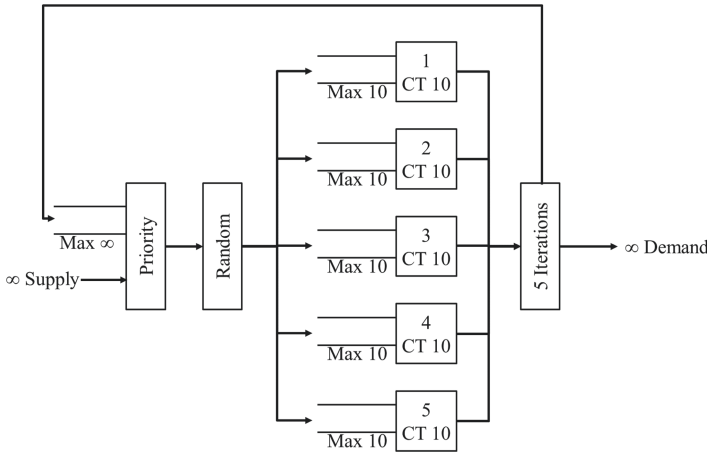 1
CT 10
Max 10
2
CT 10
Max 10
Max ∞
∞ Supply
Priority
Random
3
CT 10
Max 10
5 Iterations
∞ Demand
4
CT 10
Max 10
5
CT 10
Max 10